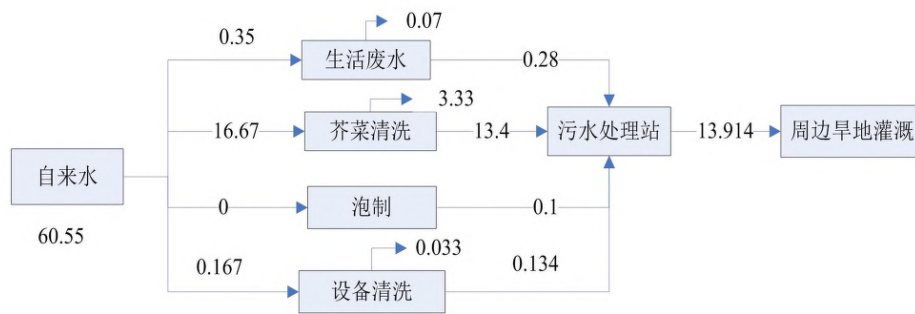 0.07
0.35
生活废水
0.28
3.33
16.67
芥菜清洗
13.4
污水处理站
13.914
周边旱地灌溉
自来水
0
泡制
0.1
60.55
0.033
0.167
设备清洗
0.134